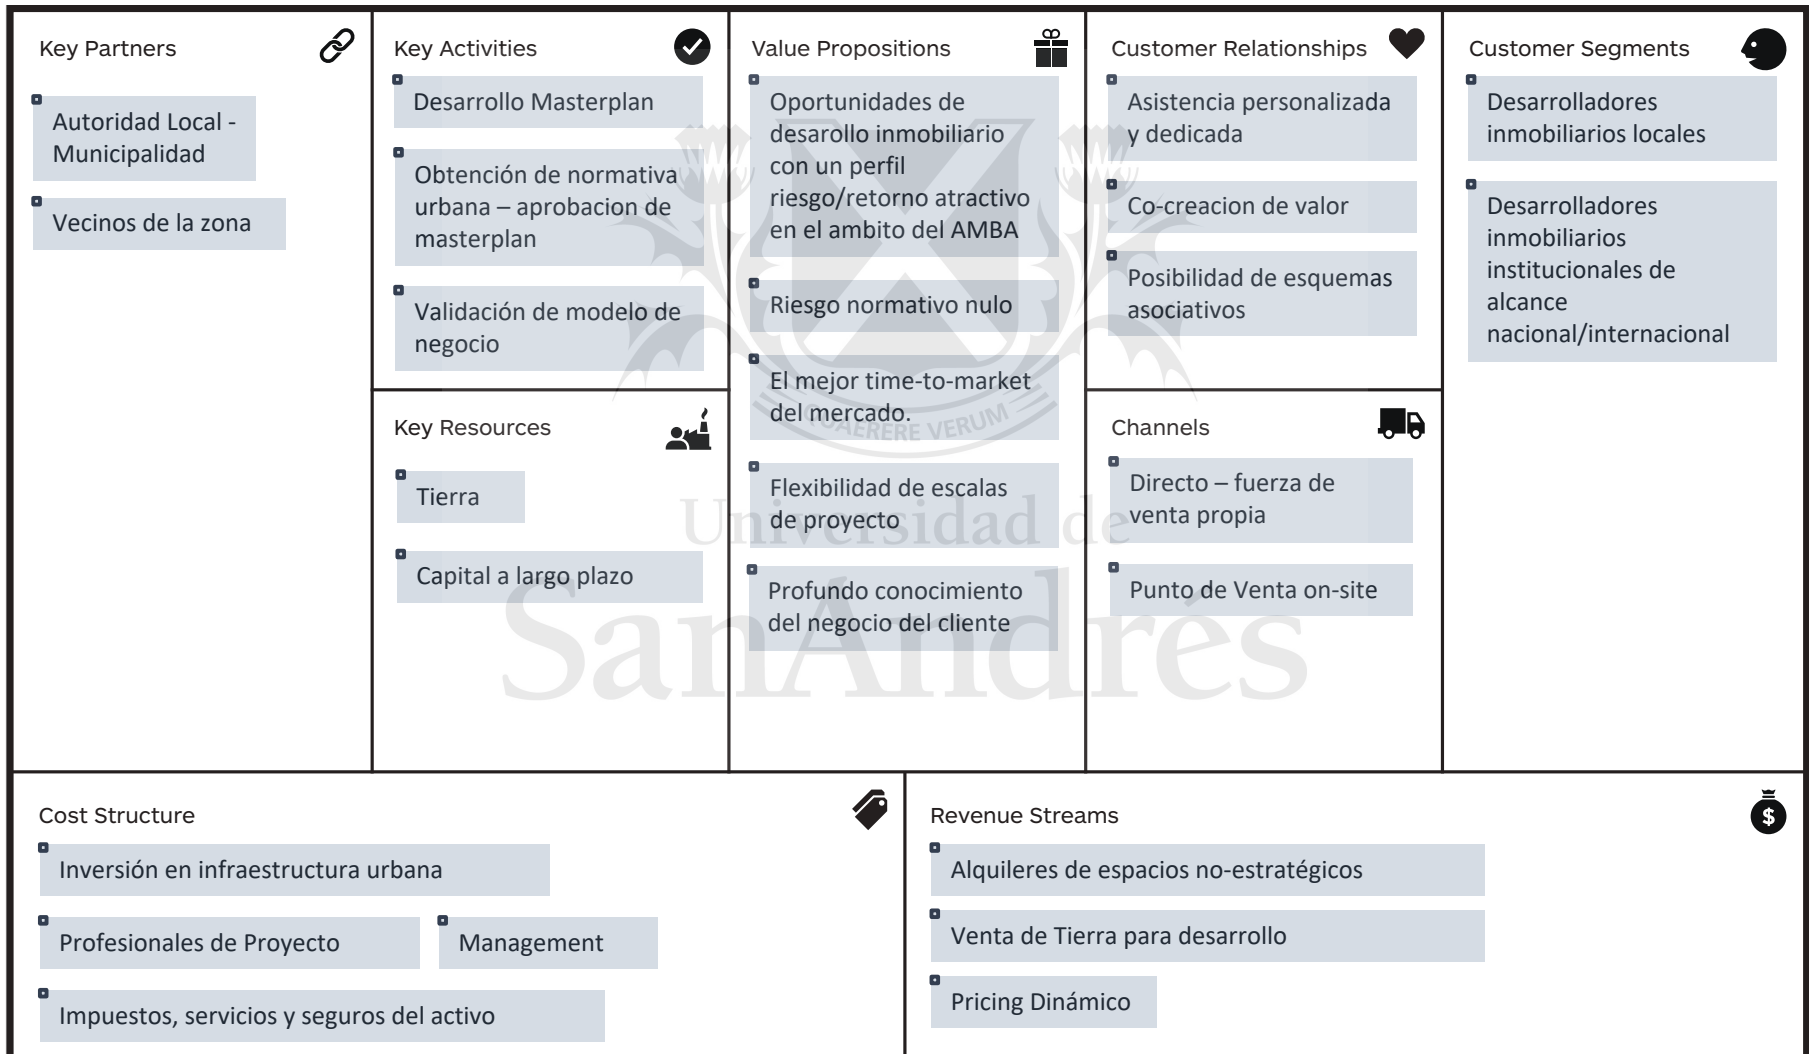 Key Partners
Autoridad Local -
Municipalidad
Vecinos de la zona
Key Activities
Desarrollo Masterplan
Obtención de normativa
urbana – aprobacion de
masterplan
Validación de modelo de
negocio
Key Resources
Tierra
Capital a largo plazo
Value Propositions
Oportunidades de
desarollo inmobiliario
con un perfil
riesgo/retorno atractivo
en el ambito del AMBA
Riesgo normativo nulo
El mejor time-to-market
del mercado.
Flexibilidad de escalas
de proyecto
Profundo conocimiento
del negocio del cliente
Customer Relationships
Asistencia personalizada
y dedicada
Co-creacion de valor
Posibilidad de esquemas
asociativos
Channels
Directo – fuerza de
venta propia
Punto de Venta on-site
Customer Segments
Desarrolladores
inmobiliarios locales
Desarrolladores
inmobiliarios
institucionales de
alcance
nacional/internacional
Cost Structure
Inversión en infraestructura urbana
Profesionales de Proyecto
Management
Impuestos, servicios y seguros del activo
Revenue Streams
$
Alquileres de espacios no-estratégicos
Venta de Tierra para desarrollo
Pricing Dinámico
QUAERERE VERUM
Universidad de
SanAndrés